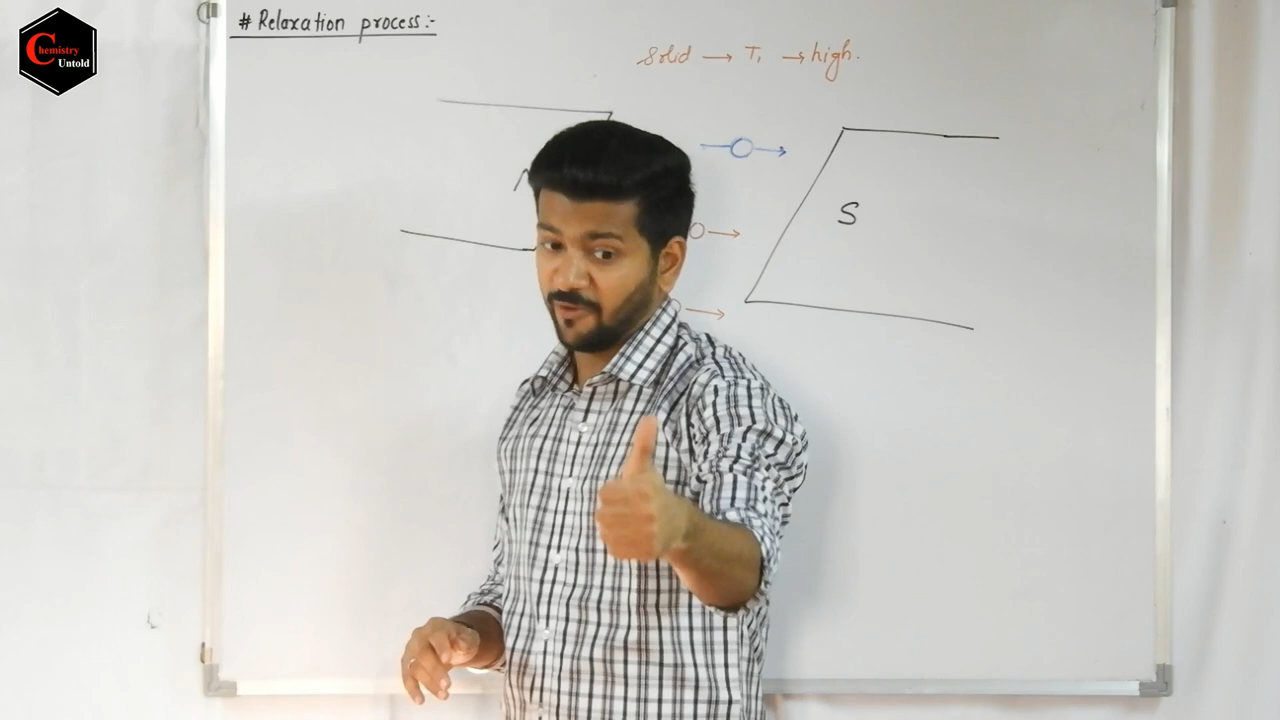 Chemistry
Untold
# Relaxation process:-
Solid → T₁ → high.
S